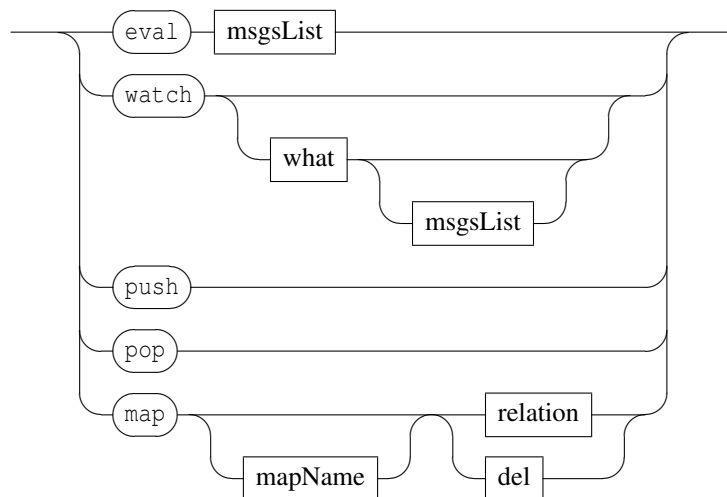 eval msgsList
watch
what
msgsList
push
pop
map relation
mapName del